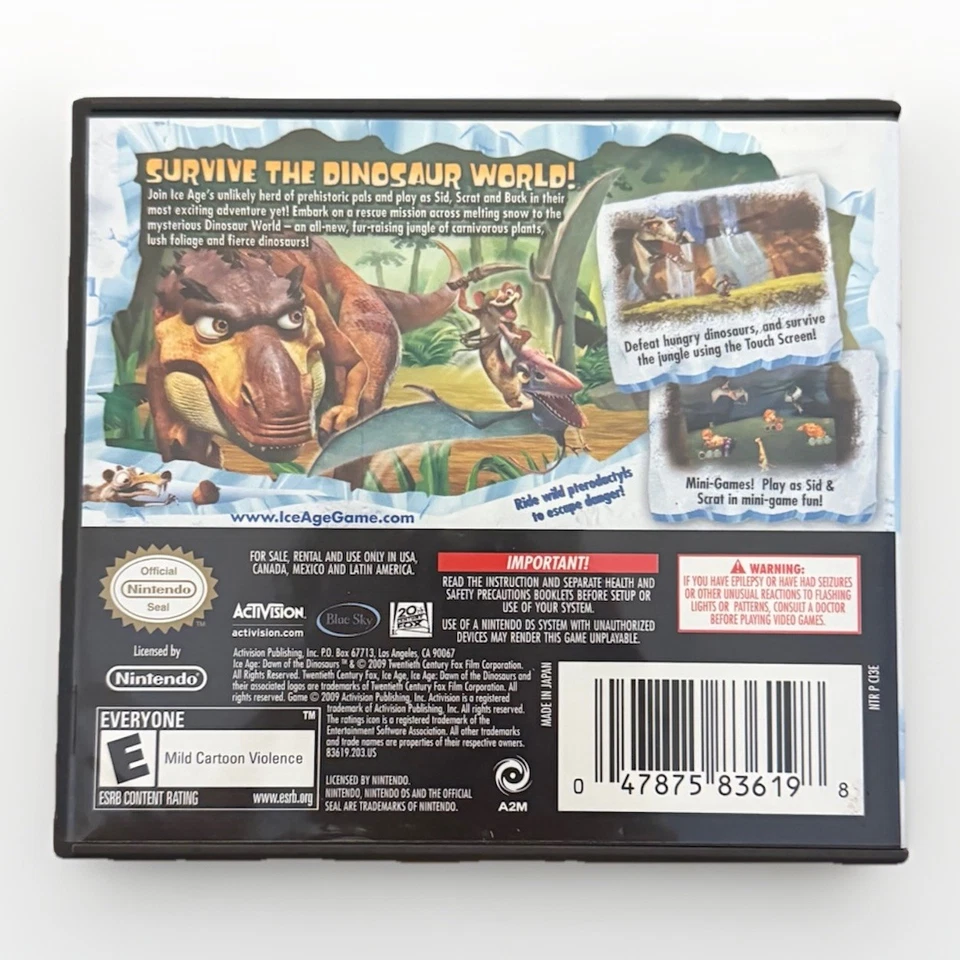 SURVIVE THE DINOSAUR WORLD!
Join Ice Age's unlikely herd of prehistoric pals and play as Sid, Scrat and Buck in their
most exciting adventure yet! Embark on a rescue mission across melting snow to the
mysterious Dinosaur World – an all-new, fur-raising jungle of carnivorous plants,
lush foliage and fierce dinosaurs!
Defeat hungry dinosaurs, and survive
the jungle using the Touch Screen!
Mini-Games! Play as Sid &
Scrat in mini-game fun!
Ride wild pterodactyls
to escape danger!
www.IceAgeGame.com
Official
Nintendo
Seal
TM
Licensed by
Nintendo®
FOR SALE, RENTAL AND USE ONLY IN USA,
CANADA, MEXICO AND LATIN AMERICA.
ACTIVISION.
activision.com
Blue Sky
20th
CENTURY
FOX
IMPORTANT!
READ THE INSTRUCTION AND SEPARATE HEALTH AND
SAFETY PRECAUTIONS BOOKLETS BEFORE SETUP OR
USE OF YOUR SYSTEM.
USE OF A NINTENDO DS SYSTEM WITH UNAUTHORIZED
DEVICES MAY RENDER THIS GAME UNPLAYABLE.
WARNING:
IF YOU HAVE EPILEPSY OR HAVE HAD SEIZURES
OR OTHER UNUSUAL REACTIONS TO FLASHING
LIGHTS OR PATTERNS, CONSULT A DOCTOR
BEFORE PLAYING VIDEO GAMES.
Activision Publishing, Inc. P.O. Box 67713, Los Angeles, CA 90067
Ice Age: Dawn of the Dinosaurs ™ & © 2009 Twentieth Century Fox Film Corporation.
All Rights Reserved. Twentieth Century Fox, Ice Age, Ice Age: Dawn of the Dinosaurs and
their associated logos are trademarks of Twentieth Century Fox Film Corporation. All
rights reserved. Game © 2009 Activision Publishing, Inc. Activision is a registered
trademark of Activision Publishing, Inc. All rights reserved.
The ratings icon is a registered trademark of the
Entertainment Software Association. All other trademarks
and trade names are properties of their respective owners.
83619.203.US
LICENSED BY NINTENDO.
NINTENDO, NINTENDO DS AND THE OFFICIAL
SEAL ARE TRADEMARKS OF NINTENDO.
EVERYONE
TM
E
Mild Cartoon Violence
ESRB CONTENT RATING www.esrb.org
A2M
MADE IN JAPAN
0 47875 83619 8
NTR P CI3E